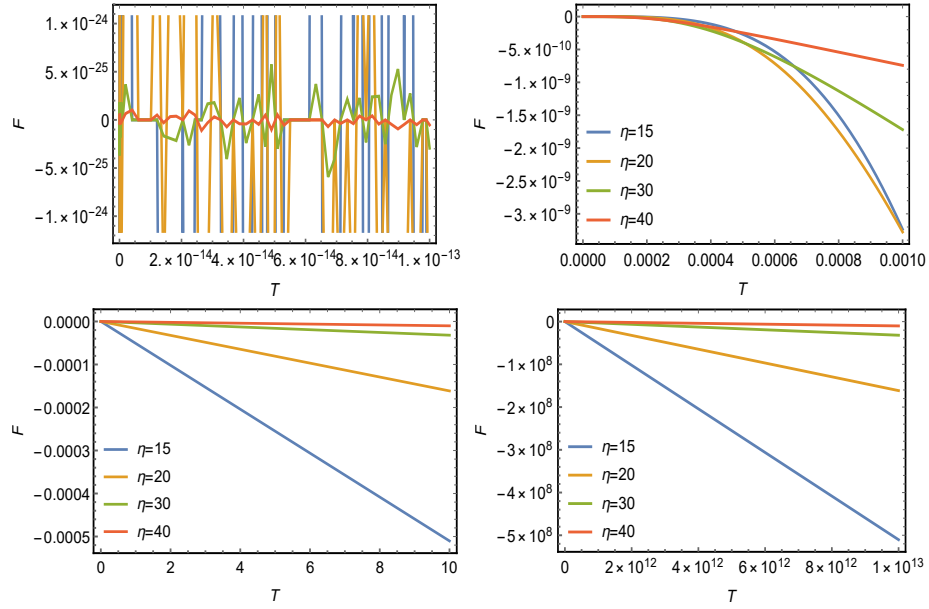 1.×10⁻²⁴
5.×10⁻²⁵
0
−5.×10⁻²⁵
−1.×10⁻²⁴
F
0 2.×10⁻¹⁴ 4.×10⁻¹⁴ 6.×10⁻¹⁴ 8.×10⁻¹⁴ 1.×10⁻¹³
T
0
−5.×10⁻¹⁰
−1.×10⁻⁹
−1.×10⁻⁹
−2.×10⁻⁹
−2.×10⁻⁹
−3.×10⁻⁹
F
η=15
η=20
η=30
η=40
0.0000 0.0002 0.0004 0.0006 0.0008 0.0010
T
0.0000
−0.0001
−0.0002
−0.0003
−0.0004
−0.0005
F
η=15
η=20
η=30
η=40
0 2 4 6 8 10
T
0
−1×10⁸
−2×10⁸
−3×10⁸
−4×10⁸
−5×10⁸
F
η=15
η=20
η=30
η=40
0 2×10¹² 4×10¹² 6×10¹² 8×10¹² 1×10¹³
T